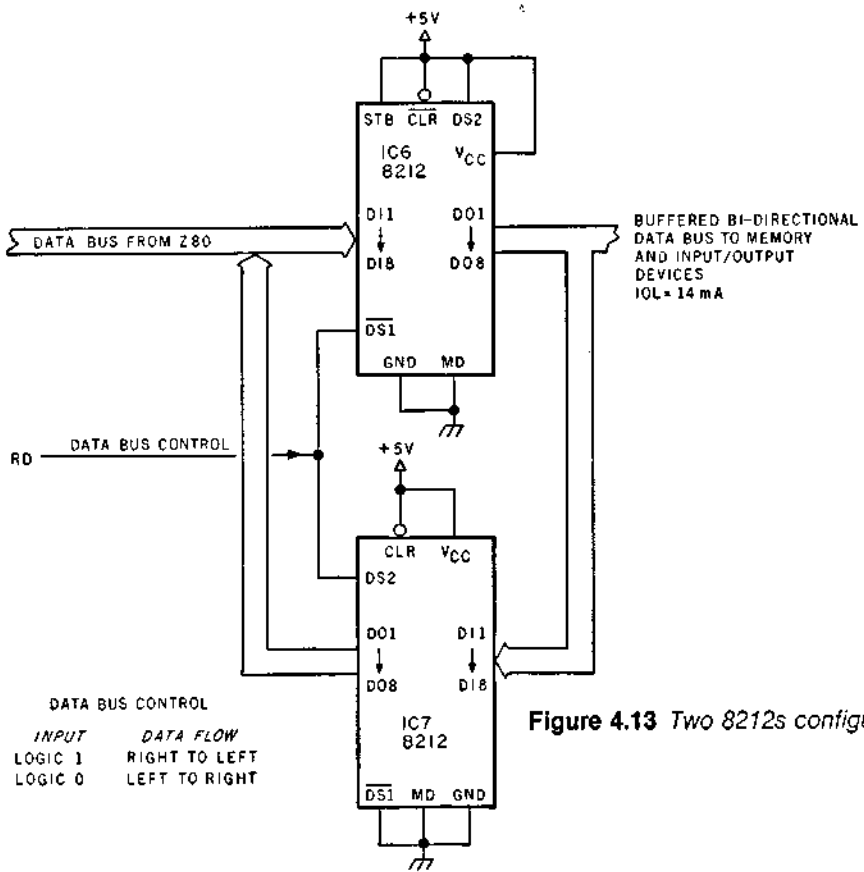 +5V
STB CLR DS2
IC6
8212
VCC
DI1
DI8
DO1
DO8
DATA BUS FROM Z80
BUFFERED BI-DIRECTIONAL
DATA BUS TO MEMORY
AND INPUT/OUTPUT
DEVICES
IOL = 14 mA
DS1
GND MD
RD DATA BUS CONTROL
+5V
CLR VCC
DS2
DO1
DO8
DI1
DI8
IC7
8212
DS1 MD GND
DATA BUS CONTROL
INPUT DATA FLOW
LOGIC 1 RIGHT TO LEFT
LOGIC 0 LEFT TO RIGHT
Figure 4.13 Two 8212s